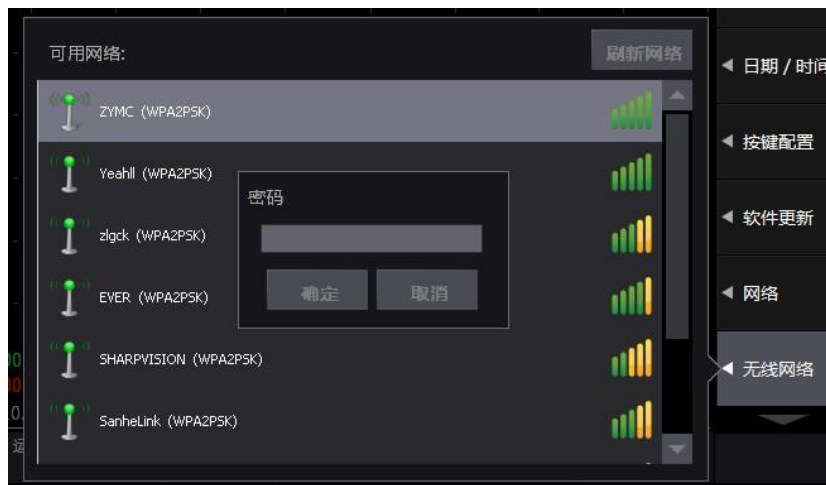 可用网络:
刷新网络
ZYMC (WPA2PSK)
Yeahll (WPA2PSK)
zlgck (WPA2PSK)
EVER (WPA2PSK)
SHARPVISION (WPA2PSK)
SanheLink (WPA2PSK)
密码
确定
取消
日期 / 时间
按键配置
软件更新
网络
无线网络